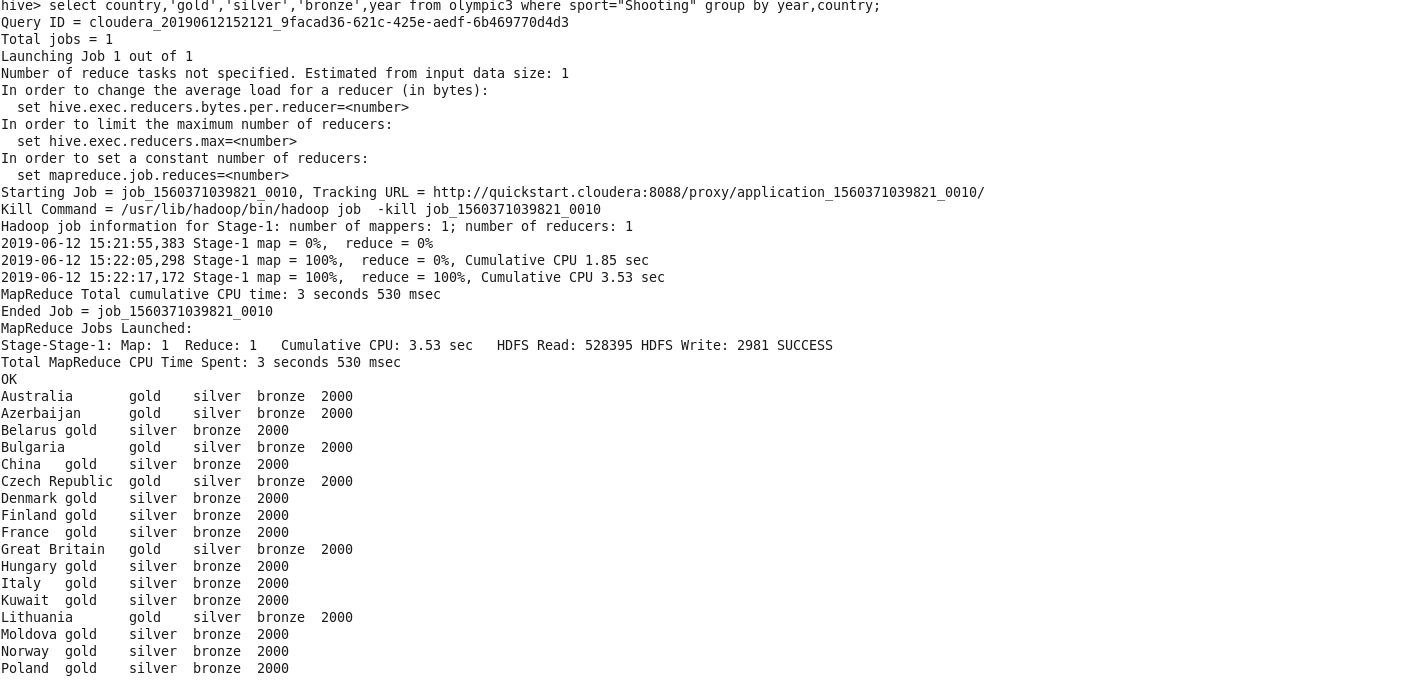 hive> select country,'gold','silver','bronze',year from olympic3 where sport="Shooting" group by year,country;
Query ID = cloudera_20190612152121_9facad36-621c-425e-aedf-6b469770d4d3
Total jobs = 1
Launching Job 1 out of 1
Number of reduce tasks not specified. Estimated from input data size: 1
In order to change the average load for a reducer (in bytes):
  set hive.exec.reducers.bytes.per.reducer=<number>
In order to limit the maximum number of reducers:
  set hive.exec.reducers.max=<number>
In order to set a constant number of reducers:
  set mapreduce.job.reduces=<number>
Starting Job = job_1560371039821_0010, Tracking URL = http://quickstart.cloudera:8088/proxy/application_1560371039821_0010/
Kill Command = /usr/lib/hadoop/bin/hadoop job  -kill job_1560371039821_0010
Hadoop job information for Stage-1: number of mappers: 1; number of reducers: 1
2019-06-12 15:21:55,383 Stage-1 map = 0%,  reduce = 0%
2019-06-12 15:22:05,298 Stage-1 map = 100%,  reduce = 0%, Cumulative CPU 1.85 sec
2019-06-12 15:22:17,172 Stage-1 map = 100%,  reduce = 100%, Cumulative CPU 3.53 sec
MapReduce Total cumulative CPU time: 3 seconds 530 msec
Ended Job = job_1560371039821_0010
MapReduce Jobs Launched:
Stage-Stage-1: Map: 1  Reduce: 1   Cumulative CPU: 3.53 sec   HDFS Read: 528395 HDFS Write: 2981 SUCCESS
Total MapReduce CPU Time Spent: 3 seconds 530 msec
OK
Australia       gold    silver  bronze  2000
Azerbaijan      gold    silver  bronze  2000
Belarus gold    silver  bronze  2000
Bulgaria        gold    silver  bronze  2000
China   gold    silver  bronze  2000
Czech Republic  gold    silver  bronze  2000
Denmark gold    silver  bronze  2000
Finland gold    silver  bronze  2000
France  gold    silver  bronze  2000
Great Britain   gold    silver  bronze  2000
Hungary gold    silver  bronze  2000
Italy   gold    silver  bronze  2000
Kuwait  gold    silver  bronze  2000
Lithuania       gold    silver  bronze  2000
Moldova gold    silver  bronze  2000
Norway  gold    silver  bronze  2000
Poland  gold    silver  bronze  2000